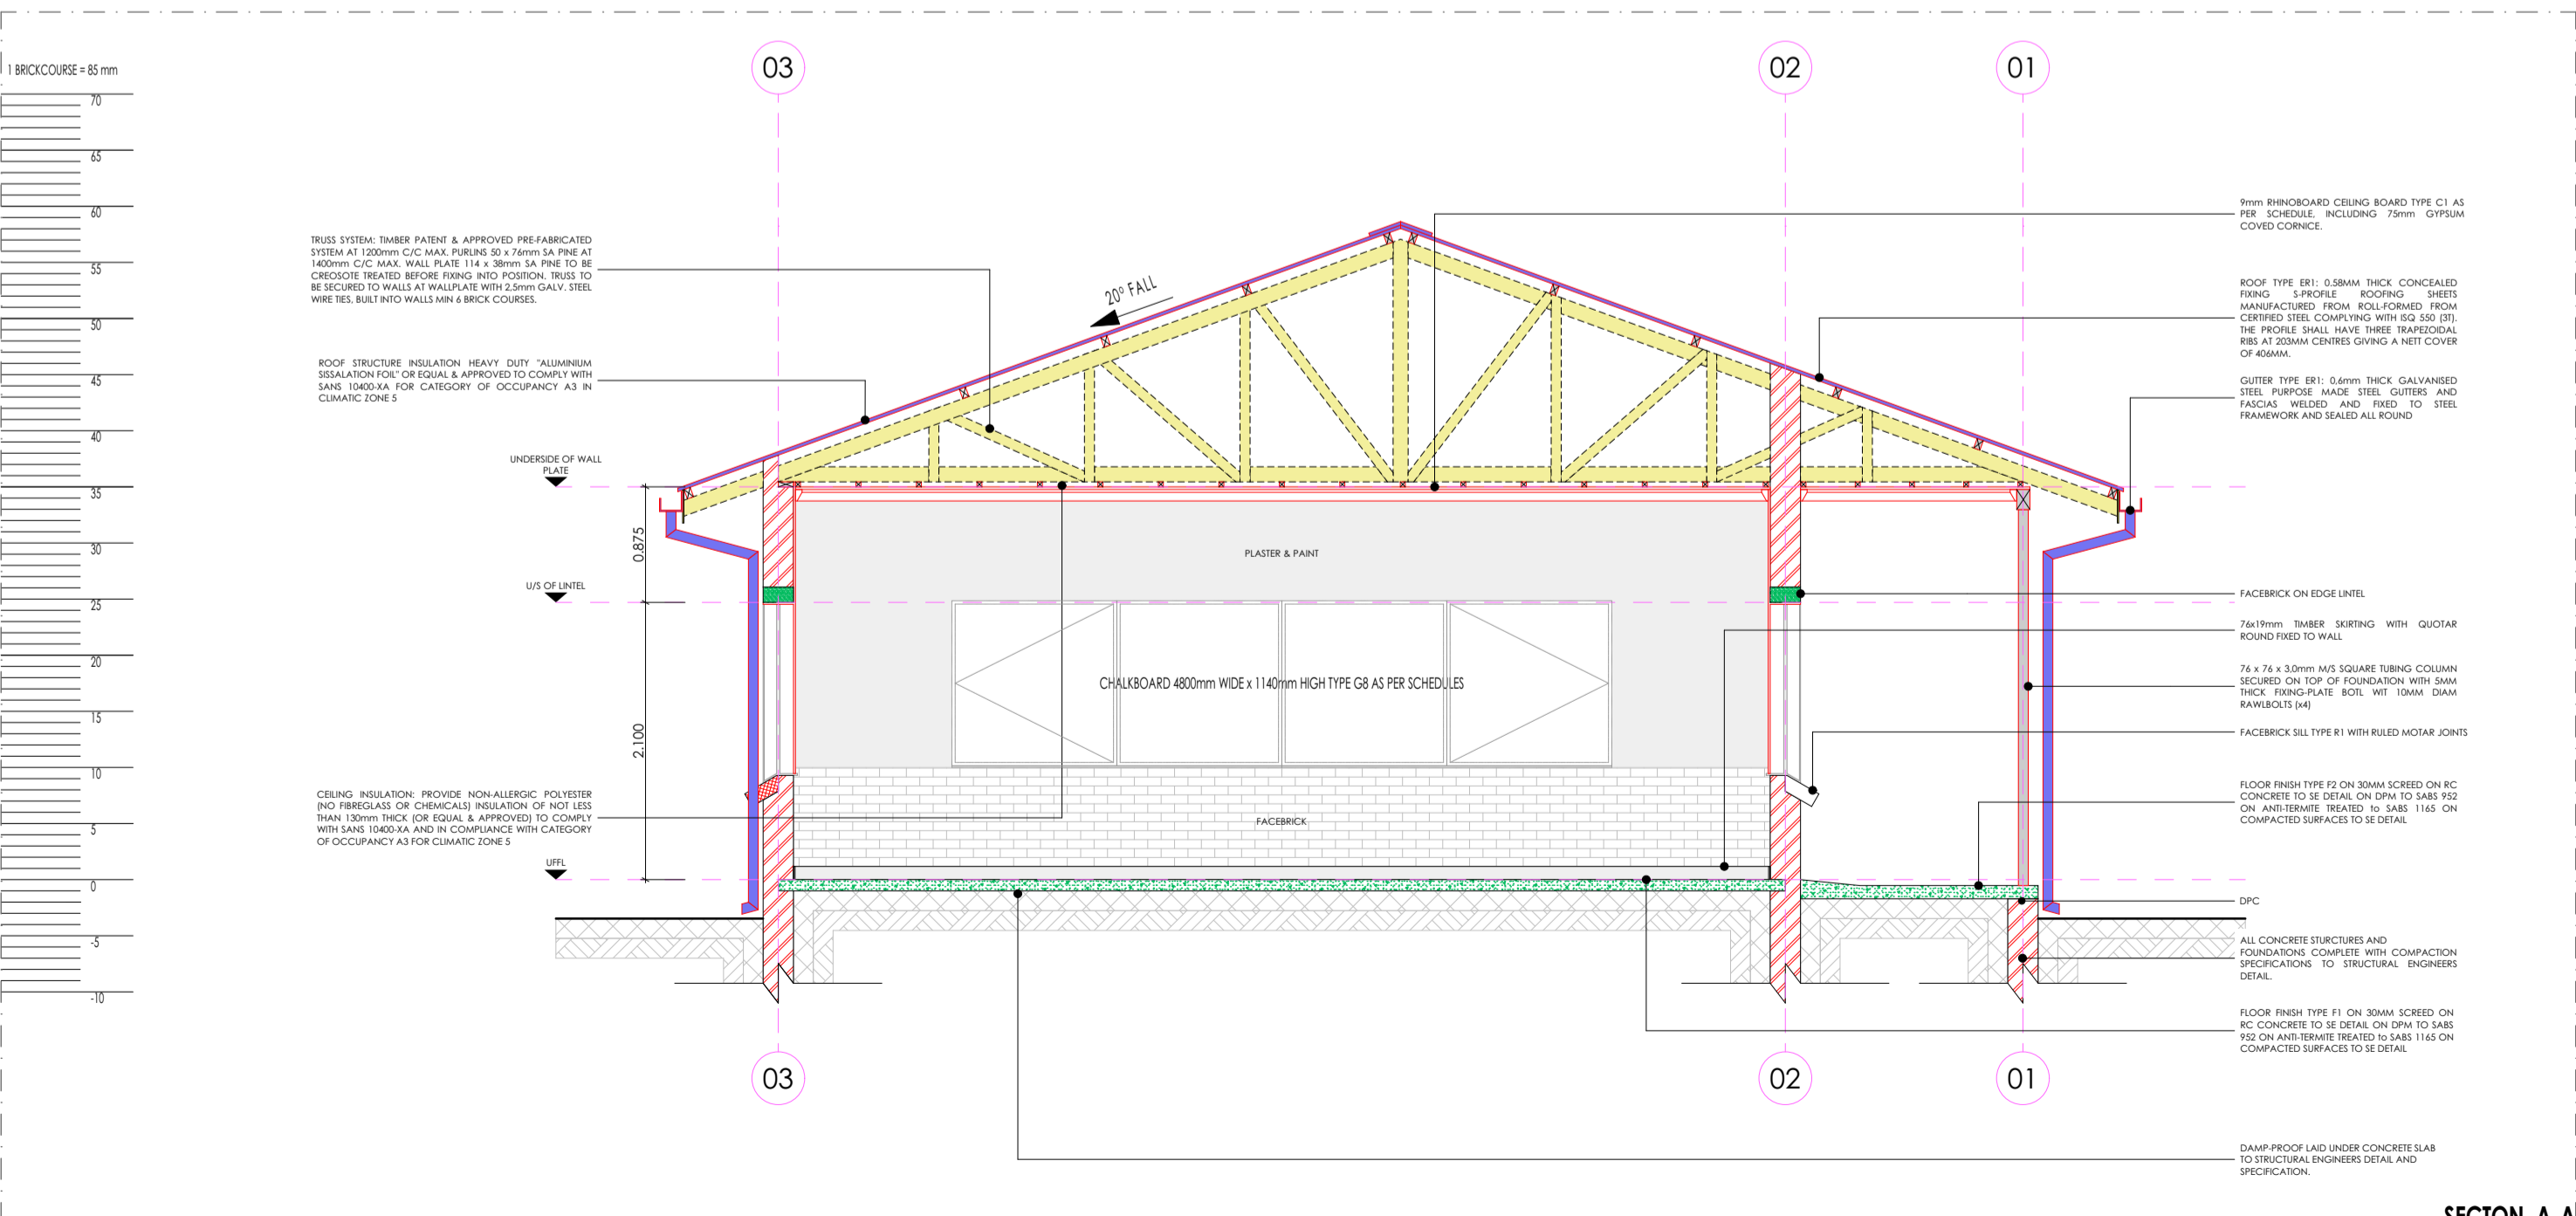 1 BRICKCOURSE = 85 mm
70
65
60
55
50
45
40
35
30
25
20
15
10
5
0
-5
-10
03
02
01
TRUSS SYSTEM: TIMBER PATENT & APPROVED PRE-FABRICATED
SYSTEM AT 1200mm C/C MAX. PURLINS 50 x 76mm SA PINE AT
1400mm C/C MAX. WALL PLATE 114 x 38mm SA PINE TO BE
CREOSOTE TREATED BEFORE FIXING INTO POSITION. TRUSS TO
BE SECURED TO WALLS AT WALLPLATE WITH 2,5mm GALV. STEEL
WIRE TIES, BUILT INTO WALLS MIN 6 BRICK COURSES.
ROOF STRUCTURE INSULATION HEAVY DUTY "ALUMINIUM
SISSALATION FOIL" OR EQUAL & APPROVED TO COMPLY WITH
SANS 10400-XA FOR CATEGORY OF OCCUPANCY A3 IN
CLIMATIC ZONE 5
UNDERSIDE OF WALL
PLATE
0.875
U/S OF LINTEL
2.100
CEILING INSULATION: PROVIDE NON-ALLERGIC POLYESTER
(NO FIBREGLASS OR CHEMICALS) INSULATION OF NOT LESS
THAN 130mm THICK (OR EQUAL & APPROVED) TO COMPLY
WITH SANS 10400-XA AND IN COMPLIANCE WITH CATEGORY
OF OCCUPANCY A3 FOR CLIMATIC ZONE 5
UFFL
20° FALL
PLASTER & PAINT
CHALKBOARD 4800mm WIDE x 1140mm HIGH TYPE G8 AS PER SCHEDULES
FACEBRICK
9mm RHINOBOARD CEILING BOARD TYPE C1 AS
PER SCHEDULE, INCLUDING 75mm GYPSUM
COVED CORNICE.
ROOF TYPE ER1: 0.58MM THICK CONCEALED
FIXING S-PROFILE ROOFING SHEETS
MANUFACTURED FROM ROLL-FORMED FROM
CERTIFIED STEEL COMPLYING WITH ISQ 550 (3T).
THE PROFILE SHALL HAVE THREE TRAPEZOIDAL
RIBS AT 203MM CENTRES GIVING A NETT COVER
OF 406MM.
GUTTER TYPE ER1: 0,6mm THICK GALVANISED
STEEL PURPOSE MADE STEEL GUTTERS AND
FASCIAS WELDED AND FIXED TO STEEL
FRAMEWORK AND SEALED ALL ROUND
FACEBRICK ON EDGE LINTEL
76x19mm TIMBER SKIRTING WITH QUOTAR
ROUND FIXED TO WALL
76 x 76 x 3,0mm M/S SQUARE TUBING COLUMN
SECURED ON TOP OF FOUNDATION WITH 5MM
THICK FIXING-PLATE BOTL WIT 10MM DIAM
RAWLBOLTS (x4)
FACEBRICK SILL TYPE R1 WITH RULED MOTAR JOINTS
FLOOR FINISH TYPE F2 ON 30MM SCREED ON RC
CONCRETE TO SE DETAIL ON DPM TO SABS 952
ON ANTI-TERMITE TREATED to SABS 1165 ON
COMPACTED SURFACES TO SE DETAIL
DPC
ALL CONCRETE STURCTURES AND
FOUNDATIONS COMPLETE WITH COMPACTION
SPECIFICATIONS TO STRUCTURAL ENGINEERS
DETAIL.
FLOOR FINISH TYPE F1 ON 30MM SCREED ON
RC CONCRETE TO SE DETAIL ON DPM TO SABS
952 ON ANTI-TERMITE TREATED to SABS 1165 ON
COMPACTED SURFACES TO SE DETAIL
03
02
01
DAMP-PROOF LAID UNDER CONCRETE SLAB
TO STRUCTURAL ENGINEERS DETAIL AND
SPECIFICATION.
SECTON A-A